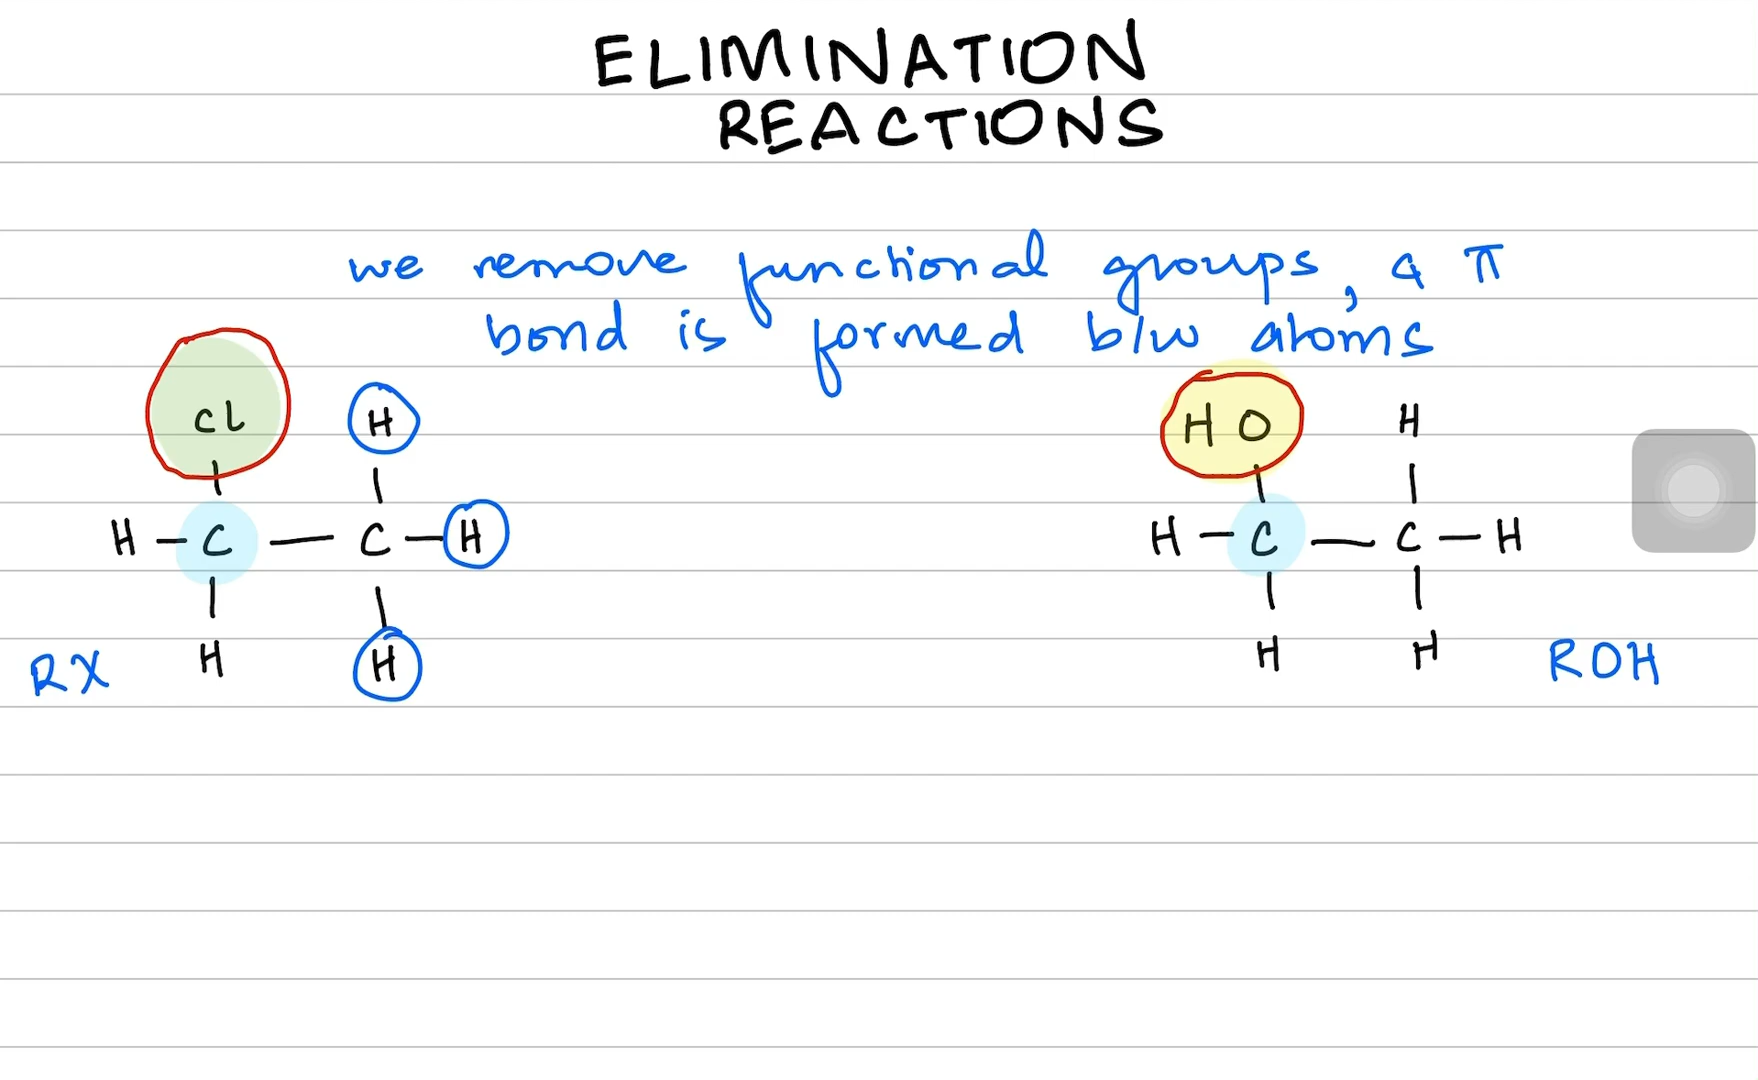 ELIMINATION
REACTIONS
we remove functional groups, & π
bond is formed b/w atoms
Cl H
H - C — C - H
H H
RX
HO H
H - C — C - H
H H
ROH